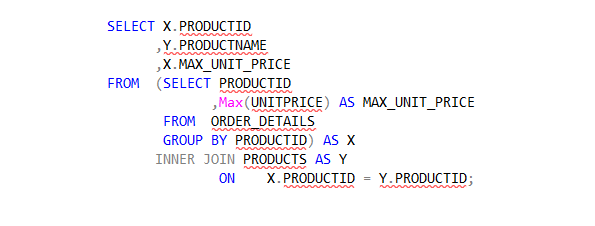 SELECT X.PRODUCTID
,Y.PRODUCTNAME
,X.MAX_UNIT_PRICE
FROM (SELECT PRODUCTID
,Max(UNITPRICE) AS MAX_UNIT_PRICE
FROM ORDER_DETAILS
GROUP BY PRODUCTID) AS X
INNER JOIN PRODUCTS AS Y
ON X.PRODUCTID = Y.PRODUCTID;